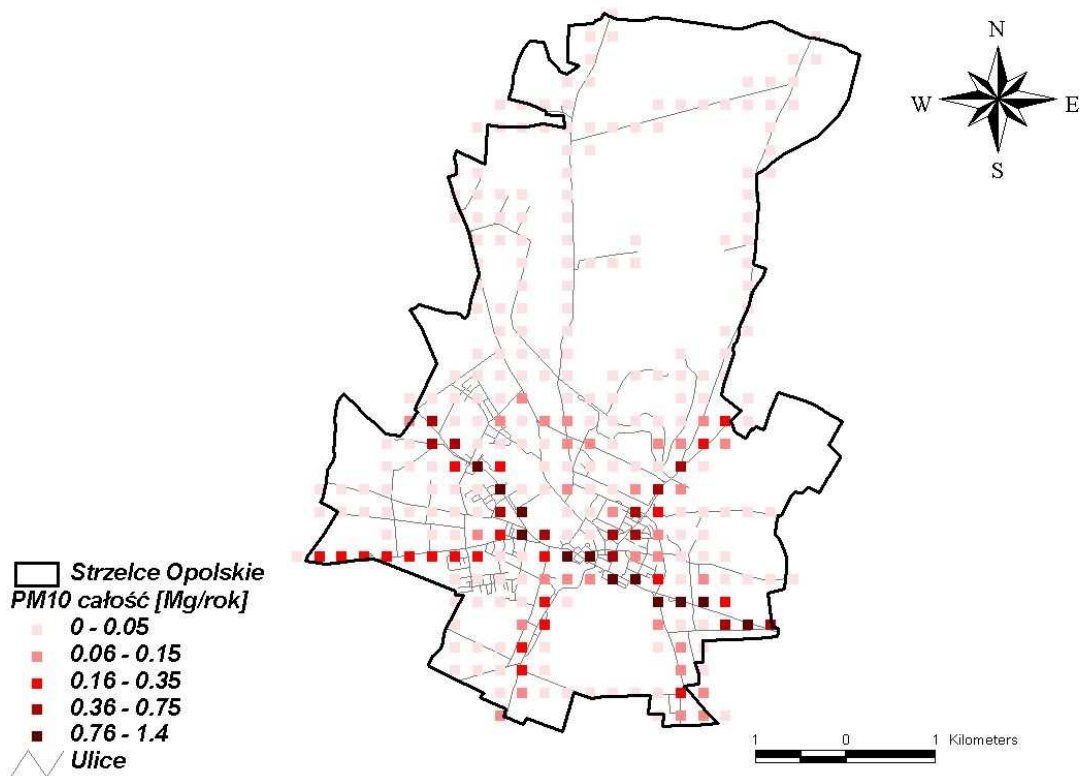 N
W E
S
Strzelce Opolskie
PM10 całość [Mg/rok]
0 - 0.05
0.06 - 0.15
0.16 - 0.35
0.36 - 0.75
0.76 - 1.4
Ulice
1 0 1 Kilometers